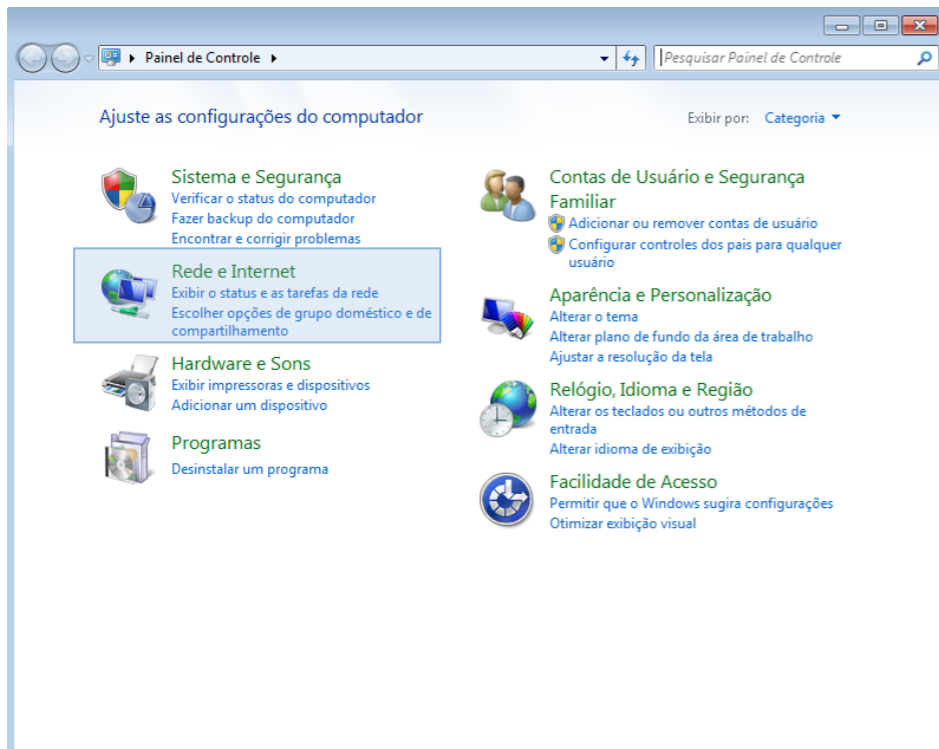 Painel de Controle
Pesquisar Painel de Controle
Ajuste as configurações do computador
Exibir por: Categoria
Sistema e Segurança
Verificar o status do computador
Fazer backup do computador
Encontrar e corrigir problemas
Rede e Internet
Exibir o status e as tarefas da rede
Escolher opções de grupo doméstico e de
compartilhamento
Hardware e Sons
Exibir impressoras e dispositivos
Adicionar um dispositivo
Programas
Desinstalar um programa
Contas de Usuário e Segurança
Familiar
Adicionar ou remover contas de usuário
Configurar controles dos pais para qualquer
usuário
Aparência e Personalização
Alterar o tema
Alterar plano de fundo da área de trabalho
Ajustar a resolução da tela
Relógio, Idioma e Região
Alterar os teclados ou outros métodos de
entrada
Alterar idioma de exibição
Facilidade de Acesso
Permitir que o Windows sugira configurações
Otimizar exibição visual